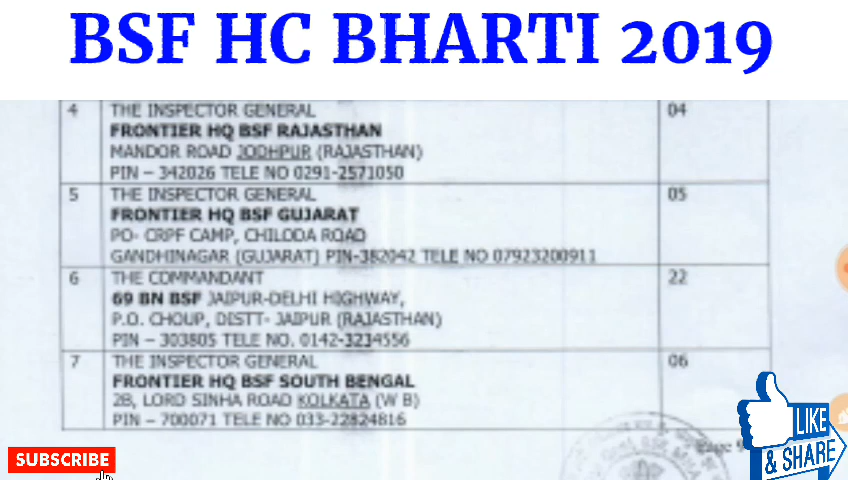 BSF HC BHARTI 2019
4 THE INSPECTOR GENERAL 04
FRONTIER HQ BSF RAJASTHAN
MANDOR ROAD JODHPUR (RAJASTHAN)
PIN – 342026 TELE NO 0291-2571050
5 THE INSPECTOR GENERAL 05
FRONTIER HQ BSF GUJARAT
PO- CRPF CAMP, CHILODA ROAD
GANDHINAGAR (GUJARAT) PIN-382042 TELE NO 07923200911
6 THE COMMANDANT 22
69 BN BSF JAIPUR-DELHI HIGHWAY,
P.O. CHOUP, DISTT- JAIPUR (RAJASTHAN)
PIN – 303805 TELE NO. 0142-3234556
7 THE INSPECTOR GENERAL 06
FRONTIER HQ BSF SOUTH BENGAL
2B, LORD SINHA ROAD KOLKATA (W B)
PIN – 700071 TELE NO 033-22824816
LIKE
& SHARE
SUBSCRIBE